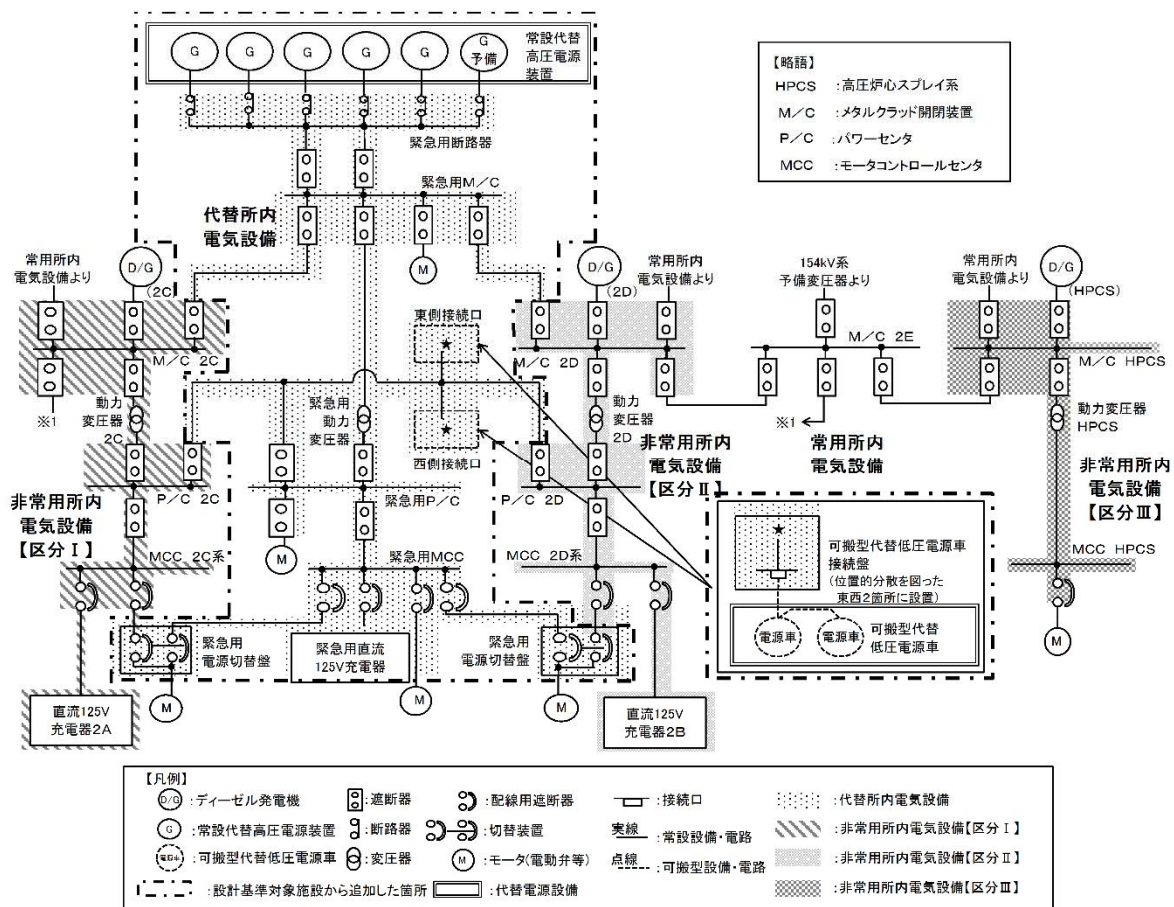 G
G
G
G
G
G
予備
常設代替
高圧電源
装置
【略語】
HPCS :高圧炉心スプレイ系
M/C :メタルクラッド開閉装置
P/C :パワーセンタ
MCC :モータコントロールセンタ
緊急用断路器
緊急用M/C
代替所内
電気設備
M
常用所内
電気設備より
D/G
(2C)
M/C 2C
※1
動力
変圧器
2C
P/C 2C
非常用所内
電気設備
【区分Ⅰ】
MCC 2C系
D/G
(2D)
常用所内
電気設備より
M/C 2D
動力
変圧器
2D
P/C 2D
非常用所内
電気設備
【区分Ⅱ】
MCC 2D系
154kV系
予備変圧器より
M/C 2E
※1
常用所内
電気設備
常用所内
電気設備より
D/G
(HPCS)
M/C HPCS
動力変圧器
HPCS
非常用所内
電気設備
【区分Ⅲ】
MCC HPCS
M
東側接続口
★
西側接続口
★
緊急用
動力
変圧器
緊急用P/C
M
緊急用MCC
緊急用
電源切替盤
緊急用直流
125V充電器
緊急用
電源切替盤
M
M
M
直流125V
充電器2A
直流125V
充電器2B
★
可搬型代替低圧電源車
接続盤
(位置的分散を図った
東西2箇所に設置)
電源車
電源車
可搬型代替
低圧電源車
【凡例】
D/G :ディーゼル発電機
:遮断器
:配線用遮断器
:接続口
:代替所内電気設備
G :常設代替高圧電源装置
:断路器
:切替装置
実線
:常設設備・電路
:非常用所内電気設備【区分Ⅰ】
電源車 :可搬型代替低圧電源車
:変圧器
M :モータ(電動弁等)
点線
:可搬型設備・電路
:非常用所内電気設備【区分Ⅱ】
:設計基準対象施設から追加した箇所
:代替電源設備
:非常用所内電気設備【区分Ⅲ】